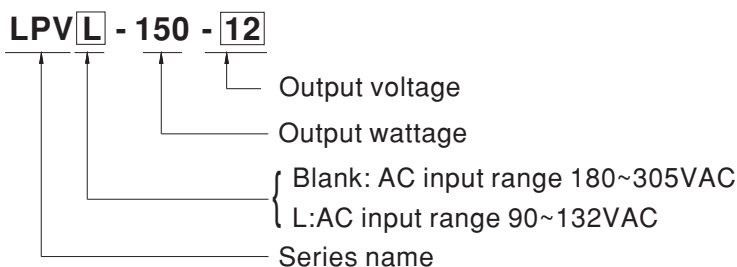 LPVL - 150 - 12
Output voltage
Output wattage
Blank: AC input range 180~305VAC
L:AC input range 90~132VAC
Series name